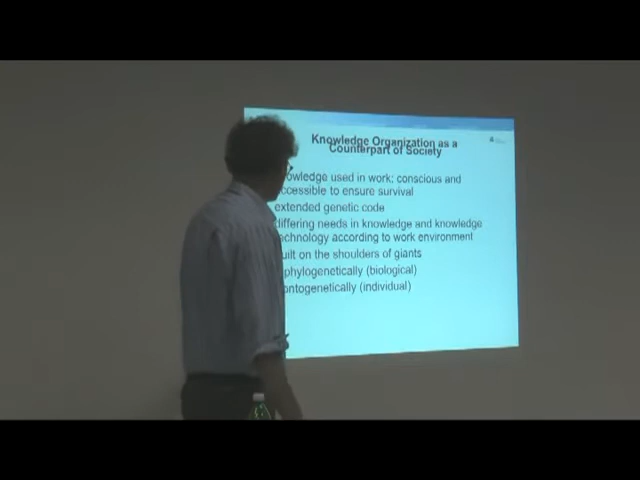 Knowledge Organization as a
Counterpart of Society
owledge used in work: conscious and
ccessible to ensure survival
extended genetic code
differing needs in knowledge and knowledge
echnology according to work environment
uilt on the shoulders of giants
phylogenetically (biological)
ontogenetically (individual)